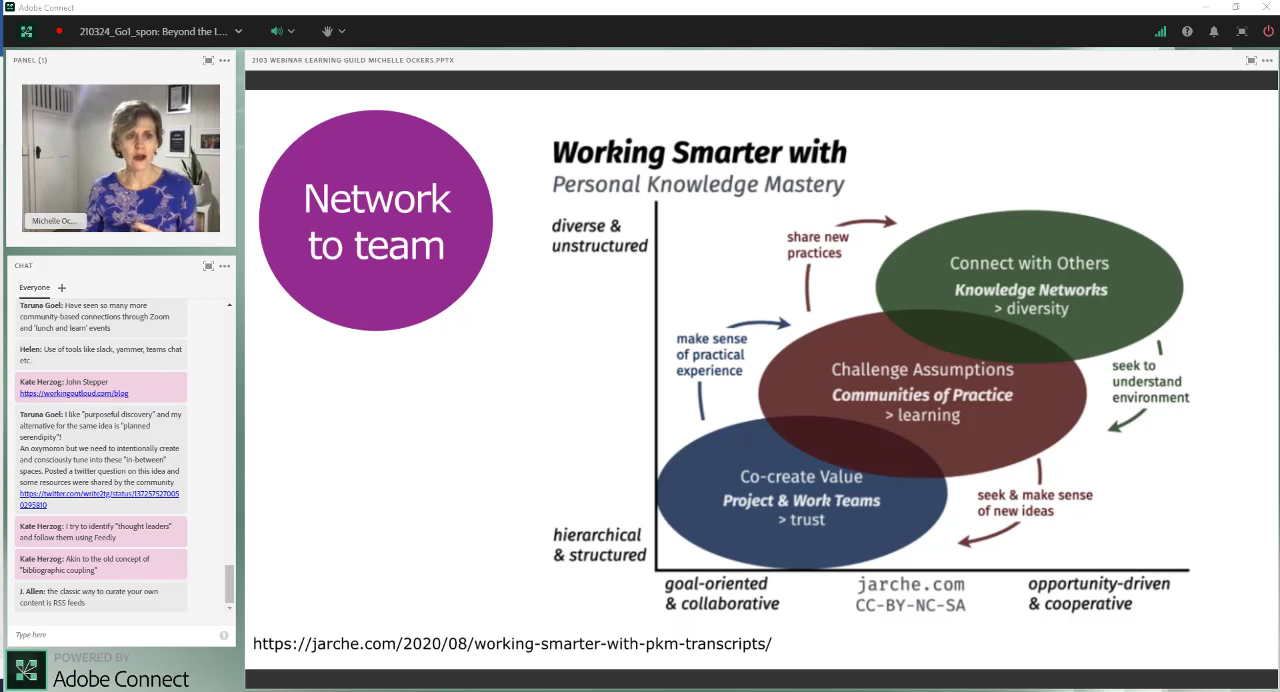 Adobe Connect
210324_Go1_spon: Beyond the L...
PANEL (1)
Michelle Oc...
CHAT
Everyone
Taruna Goel: Have seen so many more
community-based connections through Zoom
and 'lunch and learn' events
Helen: Use of tools like slack, yammer, teams chat
etc.
Kate Herzog: John Stepper
https://workingoutloud.com/blog
Taruna Goel: I like "purposeful discovery" and my
alternative for the same idea is "planned
serendipity"!
An oxymoron but we need to intentionally create
and consciously tune into these "in-between"
spaces. Posted a twitter question on this idea and
some resources were shared by the community
https://twitter.com/write2tg/status/137257527005
0295810
Kate Herzog: I try to identify "thought leaders"
and follow them using Feedly
Kate Herzog: Akin to the old concept of
"bibliographic coupling"
J. Allen: the classic way to curate your own
content is RSS feeds
Type here
POWERED BY
Adobe Connect
2103 WEBINAR LEARNING GUILD MICHELLE OCKERS.PPTX
Network
to team
Working Smarter with
Personal Knowledge Mastery
diverse &
unstructured
share new
practices
Connect with Others
Knowledge Networks
> diversity
make sense
of practical
experience
Challenge Assumptions
Communities of Practice
> learning
seek to
understand
environment
Co-create Value
Project & Work Teams
> trust
seek & make sense
of new ideas
hierarchical
& structured
goal-oriented
& collaborative
jarche.com
CC-BY-NC-SA
opportunity-driven
& cooperative
https://jarche.com/2020/08/working-smarter-with-pkm-transcripts/